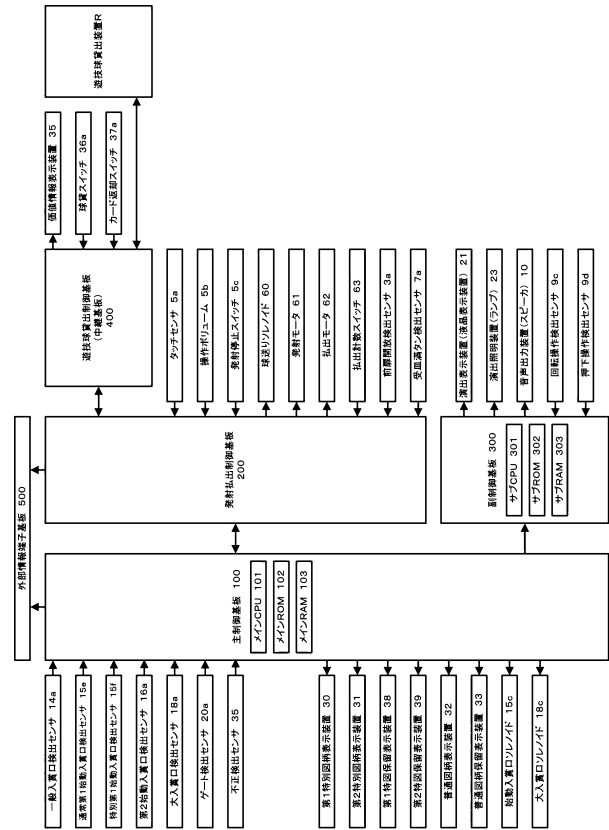 遊技球貸出装置R
価値情報表示装置 35
球貸スイッチ 36a
カード返却スイッチ 37a
遊技球貸出制御基板
(中継基板)
400
タッチセンサ 5a
操作ボリューム 5b
発射停止スイッチ 5c
球送りソレノイド 60
発射モータ 61
払出モータ 62
払出計数スイッチ 63
前扉開放検出センサ 3a
受皿満タン検出センサ 7a
演出表示装置(液晶表示装置) 21
演出照明装置(ランプ) 23
音声出力装置(スピーカ) 10
回転操作検出センサ 9c
押下操作検出センサ 9d
外部情報端子基板 500
発射払出制御基板
200
副制御基板 300
サブCPU 301
サブROM 302
サブRAM 303
主制御基板 100
メインCPU 101
メインROM 102
メインRAM 103
一般入賞口検出センサ 14a
通常第1始動入賞口検出センサ 15e
特別第1始動入賞口検出センサ 15f
第2始動入賞口検出センサ 16a
大入賞口検出センサ 18a
ゲート検出センサ 20a
不正検出センサ 35
第1特別図柄表示装置 30
第2特別図柄表示装置 31
第1特図保留表示装置 38
第2特図保留表示装置 39
普通図柄表示装置 32
普通図柄保留表示装置 33
始動入賞口ソレノイド 15c
大入賞口ソレノイド 18c